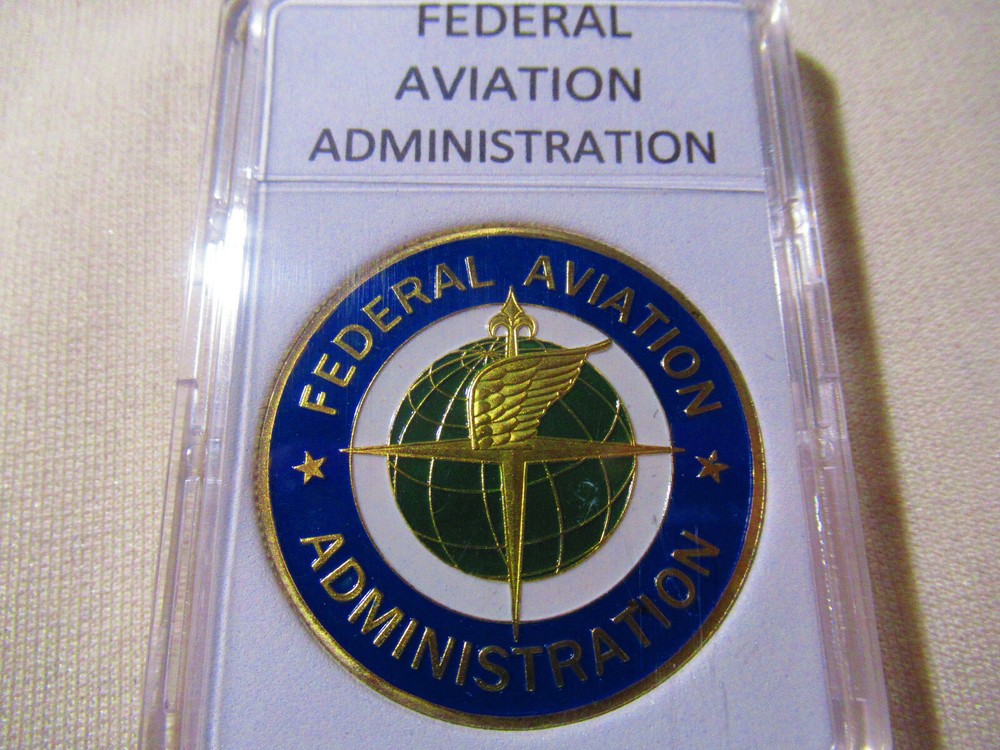 FEDERAL
AVIATION
ADMINISTRATION
FEDERAL AVIATION
ADMINISTRATION